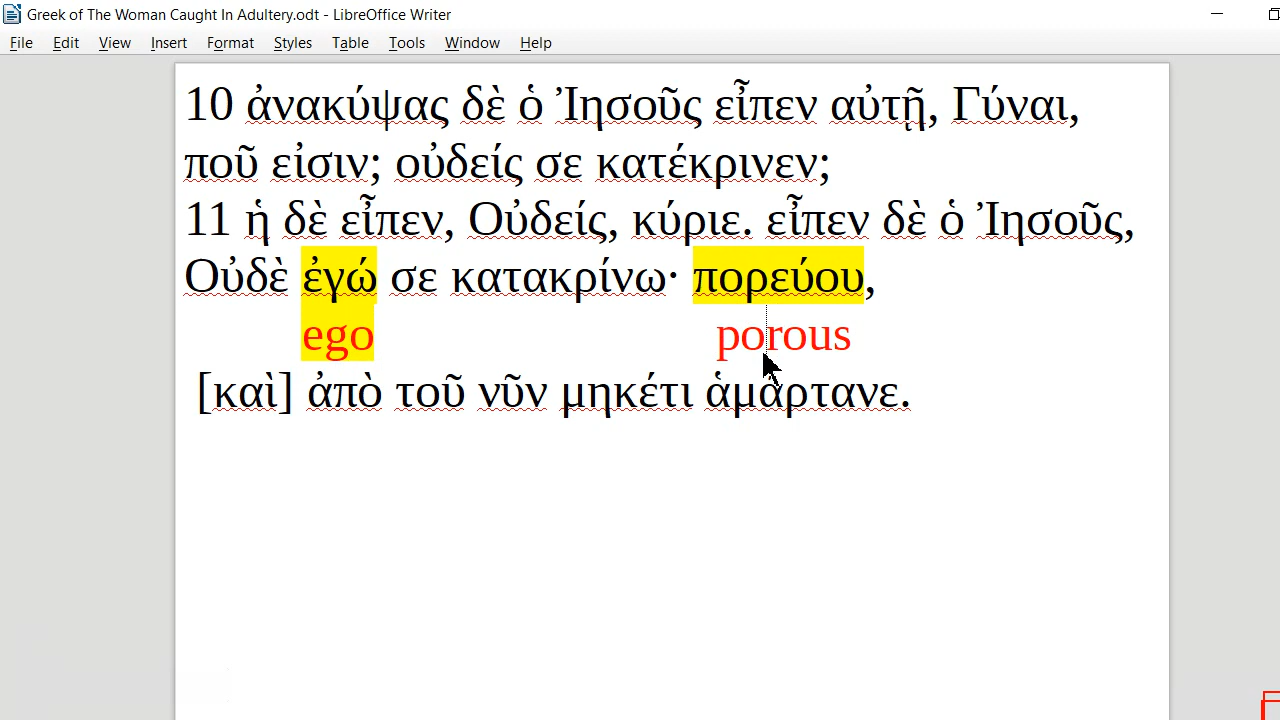 Greek of The Woman Caught In Adultery.odt - LibreOffice Writer
File Edit View Insert Format Styles Table Tools Window Help
10 ἀνακύψας δὲ ὁ Ἰησοῦς εἶπεν αὐτῇ, Γύναι,
ποῦ εἰσιν; οὐδείς σε κατέκρινεν;
11 ἡ δὲ εἶπεν, Οὐδείς, κύριε. εἶπεν δὲ ὁ Ἰησοῦς,
Οὐδὲ ἐγώ σε κατακρίνω· πορεύου,
ego porous
[καὶ] ἀπὸ τοῦ νῦν μηκέτι ἁμάρτανε.